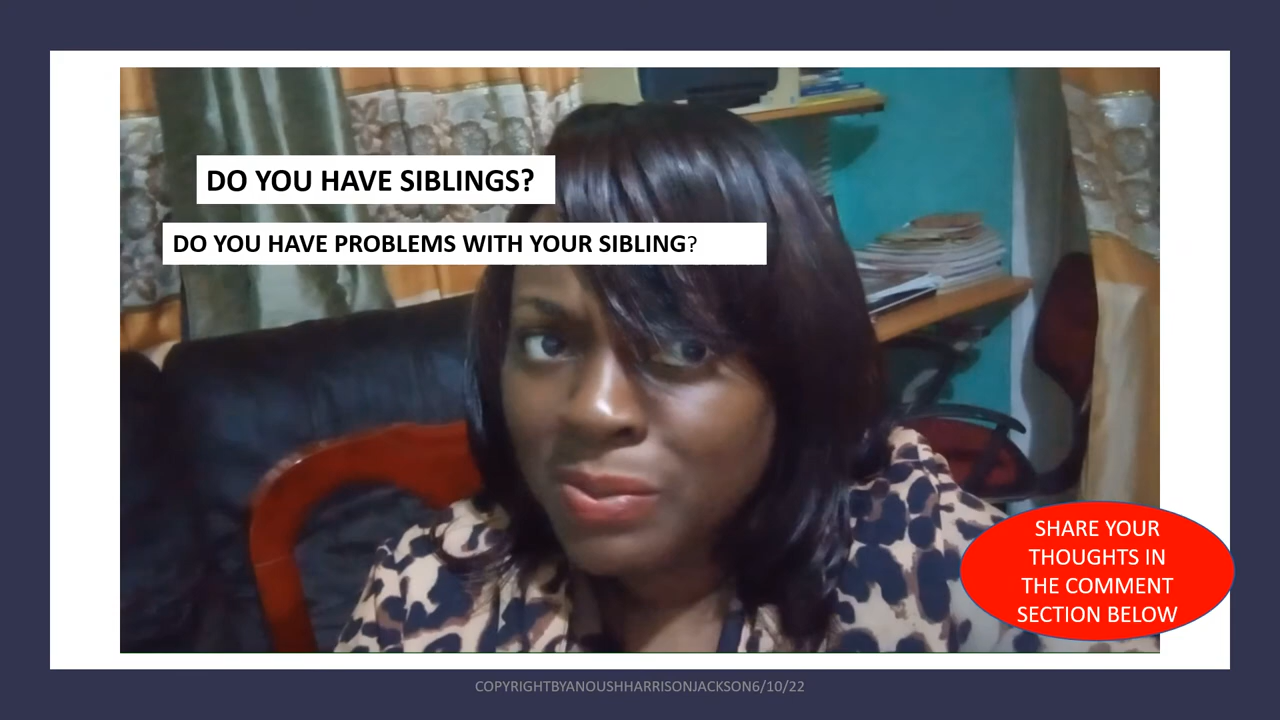 DO YOU HAVE SIBLINGS?
DO YOU HAVE PROBLEMS WITH YOUR SIBLING?
SHARE YOUR
THOUGHTS IN
THE COMMENT
SECTION BELOW
COPYRIGHTBYANOUSHHARRISONJACKSON6/10/22